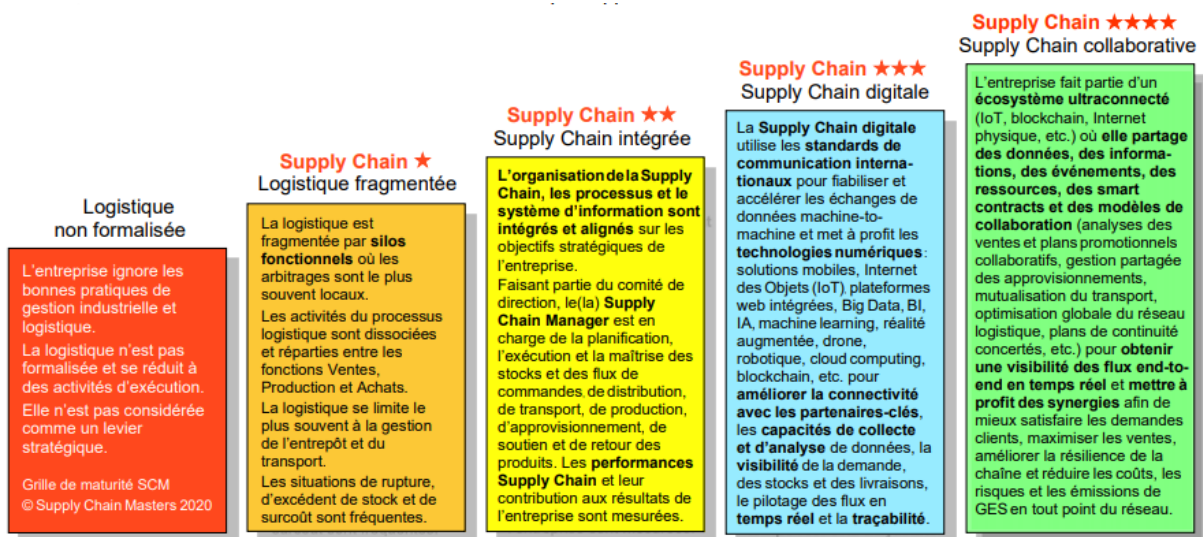 Logistique
non formalisée
L'entreprise ignore les
bonnes pratiques de
gestion industrielle et
logistique.
La logistique n'est pas
formalisée et se réduit à
des activités d'exécution.
Elle n'est pas considérée
comme un levier
stratégique.
Grille de maturité SCM
© Supply Chain Masters 2020
Supply Chain ★
Logistique fragmentée
La logistique est
fragmentée par silos
fonctionnels où les
arbitrages sont le plus
souvent locaux.
Les activités du processus
logistique sont dissociées
et réparties entre les
fonctions Ventes,
Production et Achats.
La logistique se limite le
plus souvent à la gestion
de l'entrepôt et du
transport.
Les situations de rupture,
d'excédent de stock et de
surcoût sont fréquentes.
Supply Chain ★★
Supply Chain intégrée
L'organisation de la Supply
Chain, les processus et le
système d'information sont
intégrés et alignés sur les
objectifs stratégiques de
l'entreprise.
Faisant partie du comité de
direction, le(la) Supply
Chain Manager est en
charge de la planification,
l'exécution et la maîtrise des
stocks et des flux de
commandes, de distribution,
de transport, de production,
d'approvisionnement, de
soutien et de retour des
produits. Les performances
Supply Chain et leur
contribution aux résultats de
l'entreprise sont mesurées.
Supply Chain ★★★
Supply Chain digitale
La Supply Chain digitale
utilise les standards de
communication interna-
tionaux pour fiabiliser et
accélérer les échanges de
données machine-to-
machine et met à profit les
technologies numériques :
solutions mobiles, Internet
des Objets (IoT), plateformes
web intégrées, Big Data, BI,
IA, machine learning, réalité
augmentée, drone,
robotique, cloud computing,
blockchain, etc. pour
améliorer la connectivité
avec les partenaires-clés,
les capacités de collecte
et d'analyse de données, la
visibilité de la demande,
des stocks et des livraisons,
le pilotage des flux en
temps réel et la traçabilité.
Supply Chain ★★★★
Supply Chain collaborative
L'entreprise fait partie d'un
écosystème ultraconnecté
(IoT, blockchain, Internet
physique, etc.) où elle partage
des données, des informa-
tions, des événements, des
ressources, des smart
contracts et des modèles de
collaboration (analyses des
ventes et plans promotionnels
collaboratifs, gestion partagée
des approvisionnements,
mutualisation du transport,
optimisation globale du réseau
logistique, plans de continuité
concertés, etc.) pour obtenir
une visibilité des flux end-to-
end en temps réel et mettre à
profit des synergies afin de
mieux satisfaire les demandes
clients, maximiser les ventes,
améliorer la résilience de la
chaîne et réduire les coûts, les
risques et les émissions de
GES en tout point du réseau.